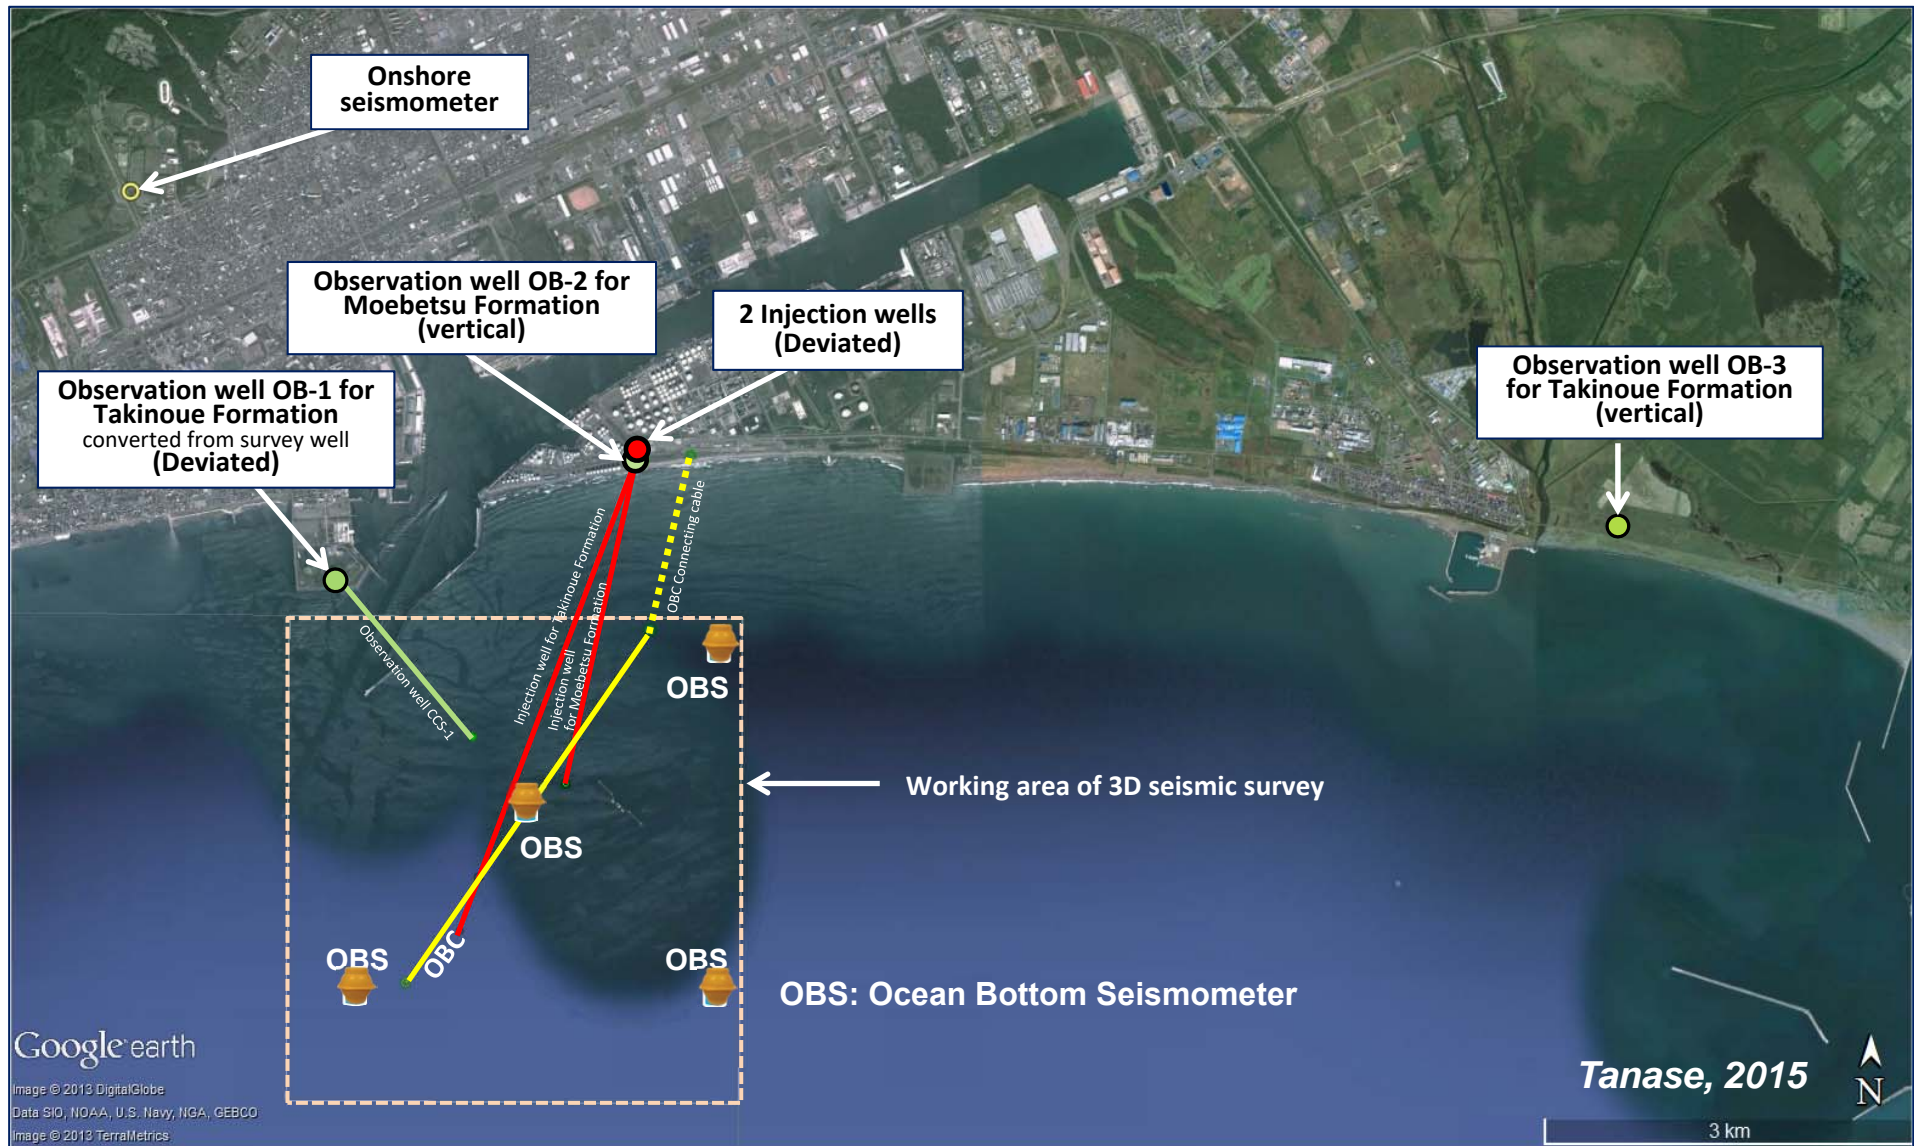 Onshore
seismometer
Observation well OB-2 for
Moebetsu Formation
(vertical)
2 Injection wells
(Deviated)
Observation well OB-1 for
Takinoue Formation
converted from survey well
(Deviated)
Observation well OB-3
for Takinoue Formation
(vertical)
Injection well for Takinoue Formation
Injection well
for Moebetsu Formation
OBC Connecting cable
Observation well CCS-1
OBS
Working area of 3D seismic survey
OBS
OBS
OBC
OBS
OBS: Ocean Bottom Seismometer
Google earth
Image © 2013 DigitalGlobe
Data SIO, NOAA, U.S. Navy, NGA, GEBCO
Image © 2013 TerraMetrics
Tanase, 2015
N
3 km